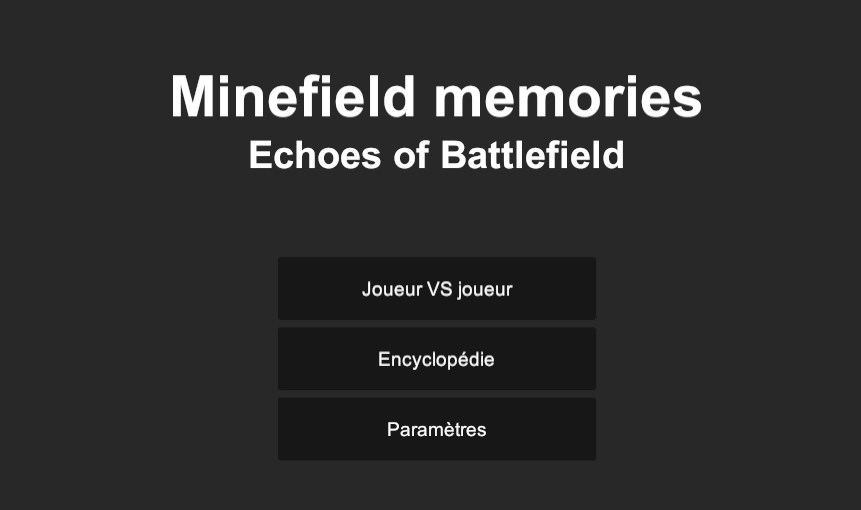 Minefield memories
Echoes of Battlefield
Joueur VS joueur
Encyclopédie
Paramètres